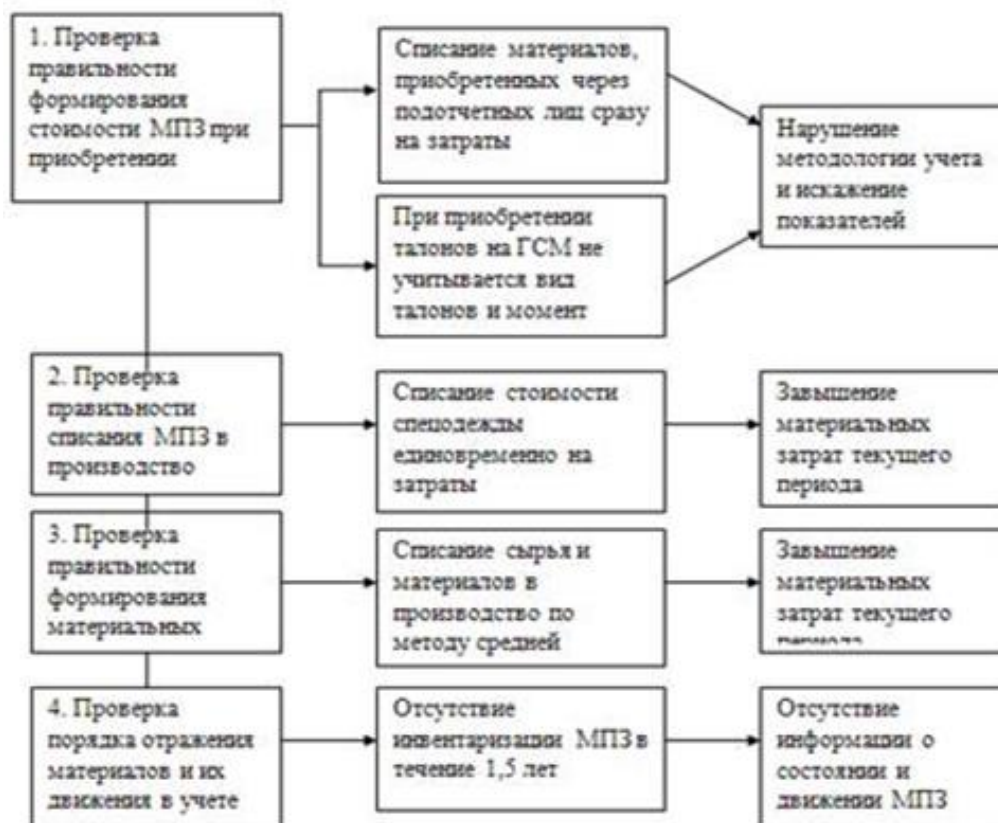 1. Проверка
правильности
формирования
стоимости МПЗ при
приобретении
Списание материалов,
приобретенных через
подотчетных лиц сразу
на затраты
Нарушение
методологии учета
и искажение
показателей
При приобретении
талонов на ГСМ не
учитывается вид
талонов и момент
2. Проверка
правильности
списания МПЗ в
производство
Списание стоимости
спецодежды
единовременно на
затраты
Завышение
материальных
затрат текущего
периода
3. Проверка
правильности
формирования
материальных
Списание сырья и
материалов в
производство по
методу средней
Завышение
материальных
затрат текущего
периода
4. Проверка
порядка отражения
материалов и их
движения в учете
Отсутствие
инвентаризации МПЗ в
течение 1,5 лет
Отсутствие
информации о
состоянии и
движении МПЗ